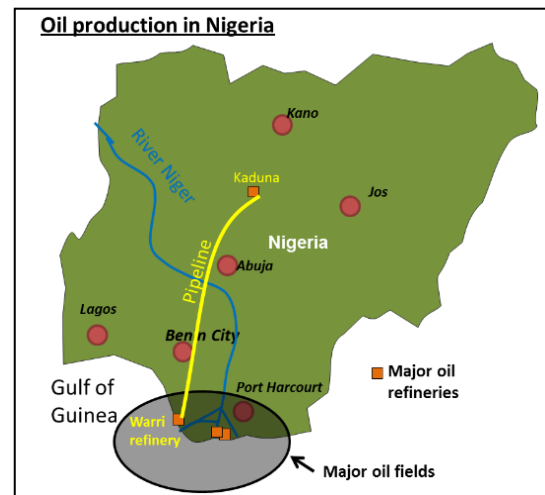 Oil production in Nigeria
Kano
River Niger
Kaduna
Jos
Nigeria
Pipeline
Abuja
Lagos
Benin City
Gulf of
Guinea
Port Harcourt
Major oil
refineries
Warri
refinery
Major oil fields